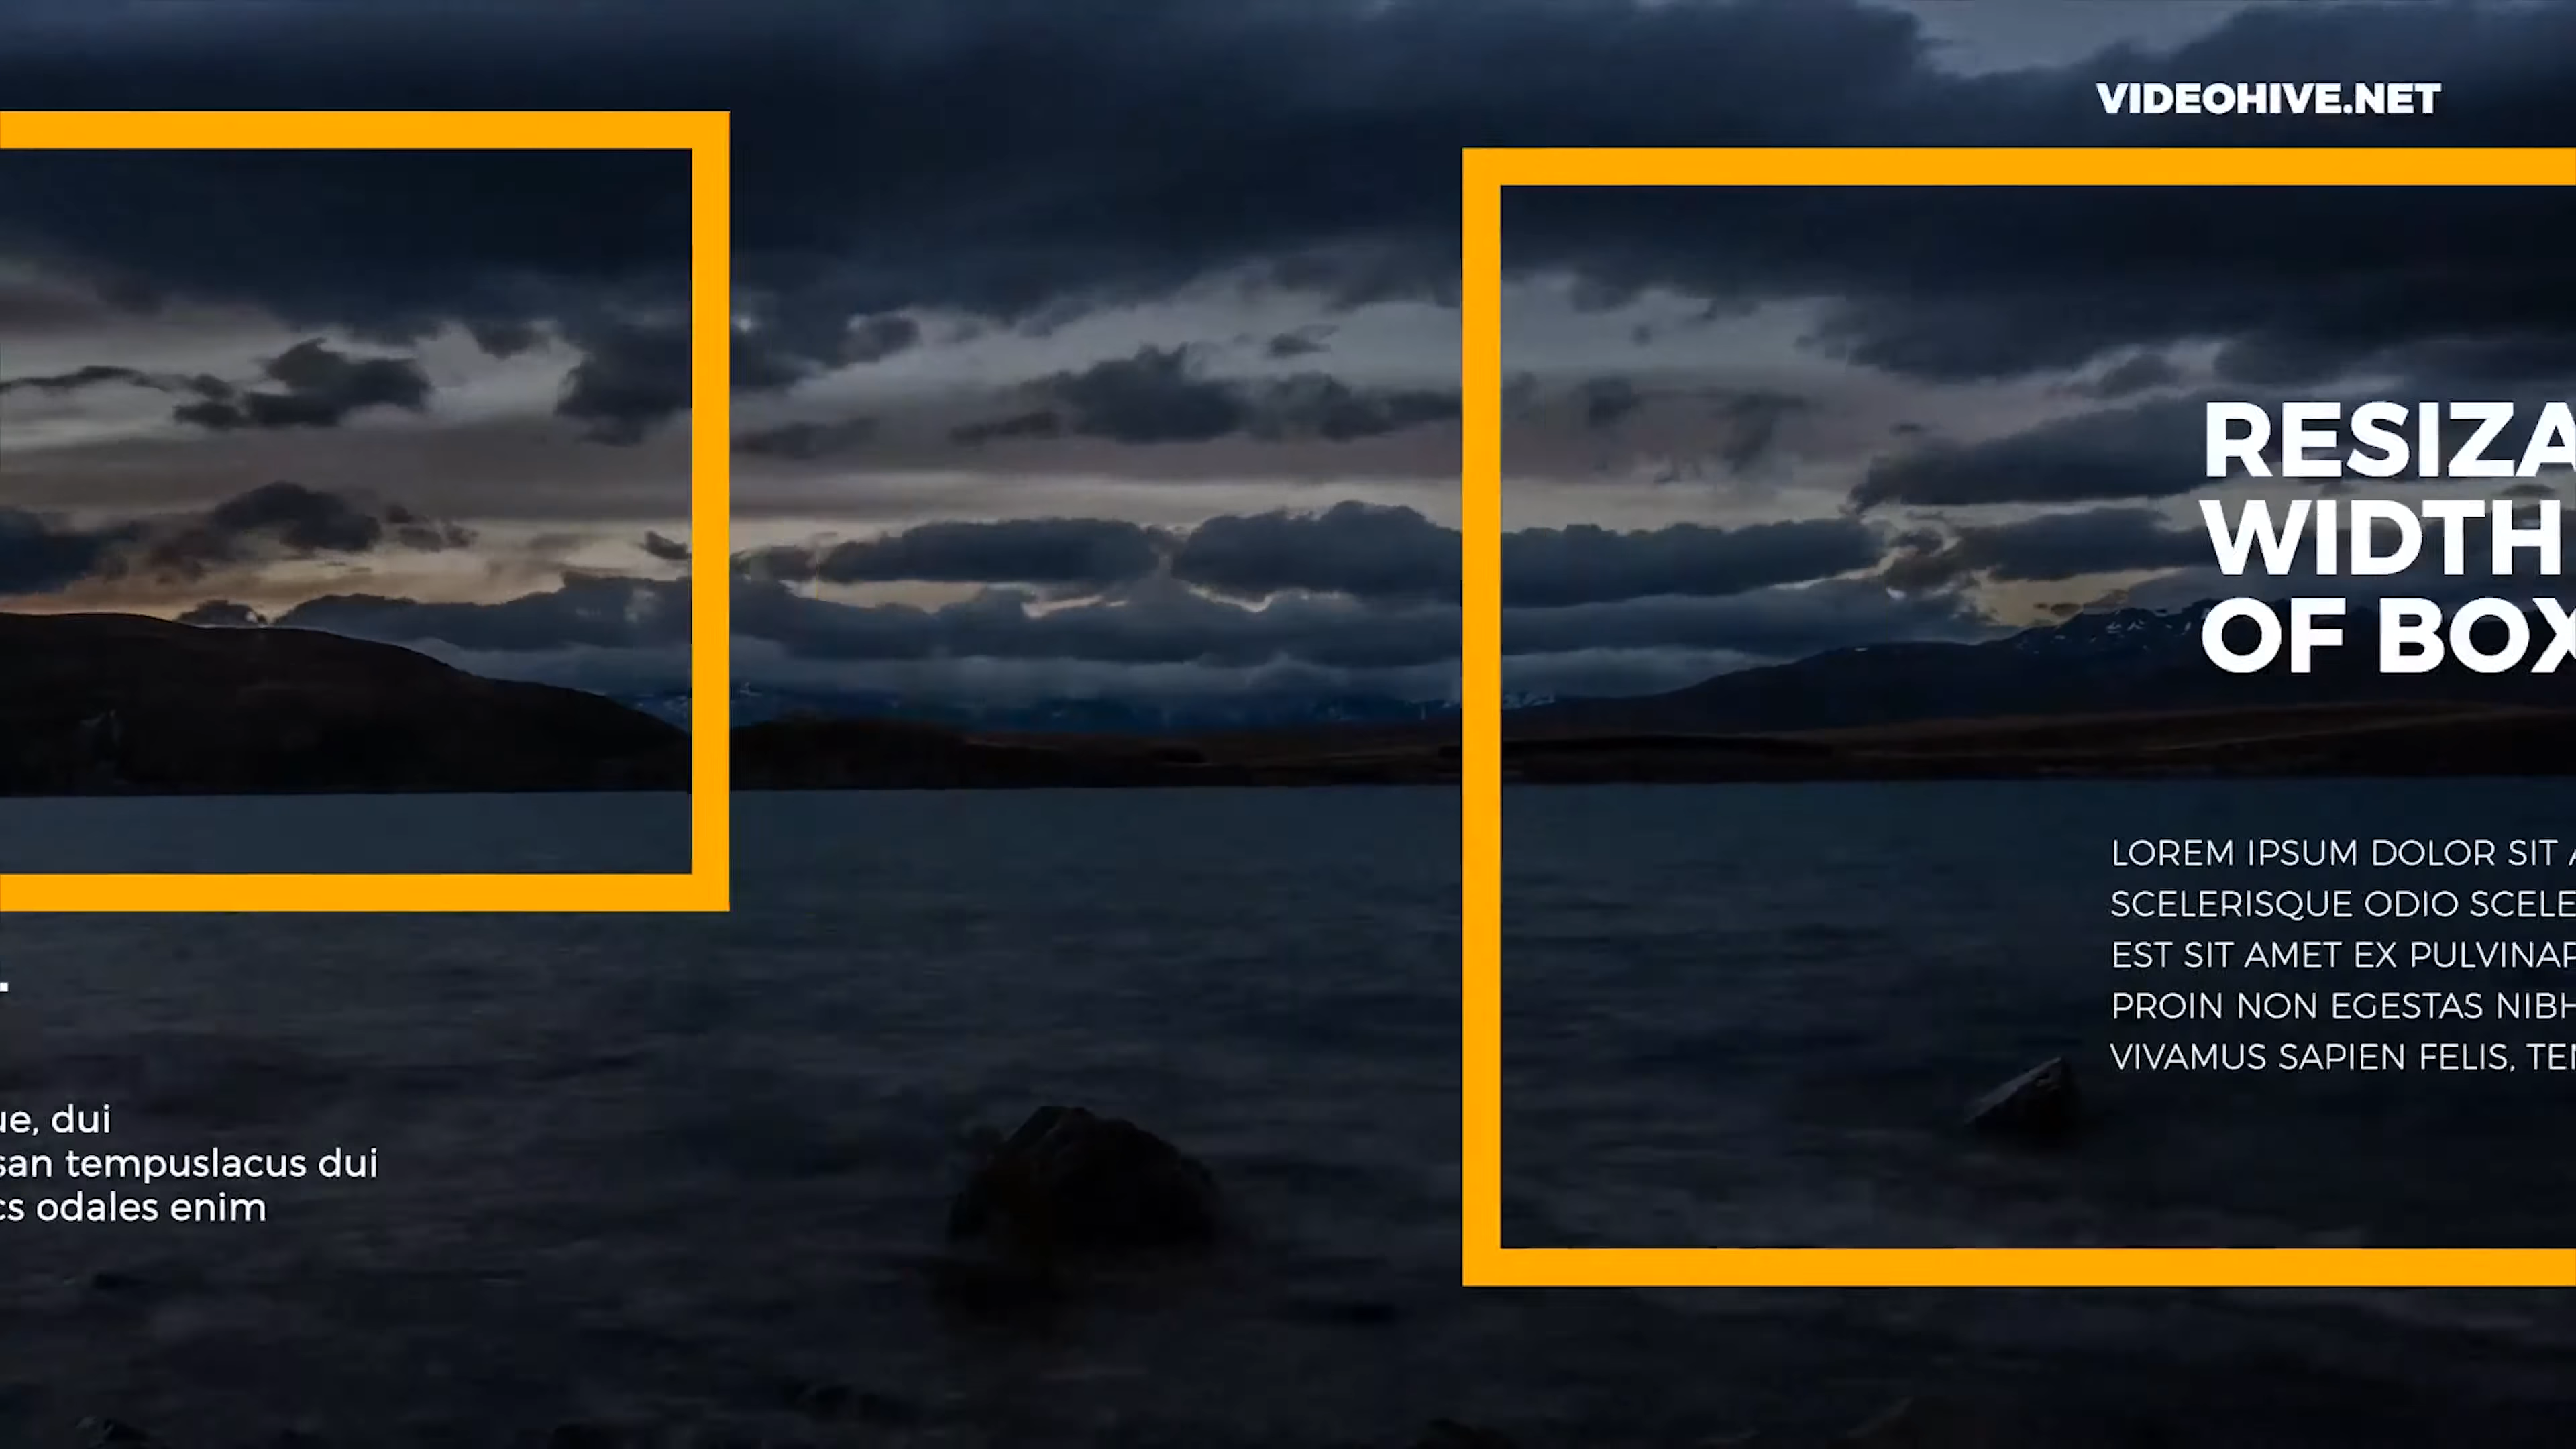 VIDEOHIVE.NET
RESIZA
WIDTH
OF BOX
LOREM IPSUM DOLOR SIT
SCELERISQUE ODIO SCELE
EST SIT AMET EX PULVINAR
PROIN NON EGESTAS NIBH
VIVAMUS SAPIEN FELIS, TEM
ue, dui
san tempuslacus dui
cs odales enim